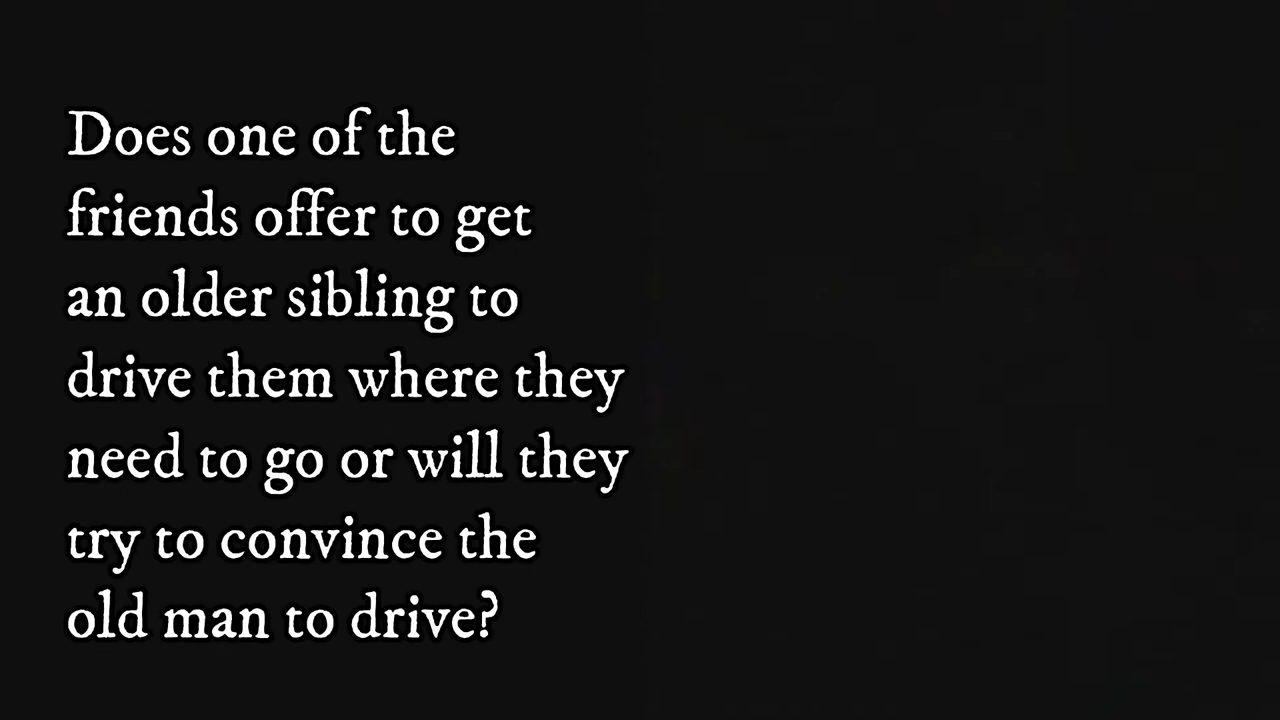 Does one of the
friends offer to get
an older sibling to
drive them where they
need to go or will they
try to convince the
old man to drive?